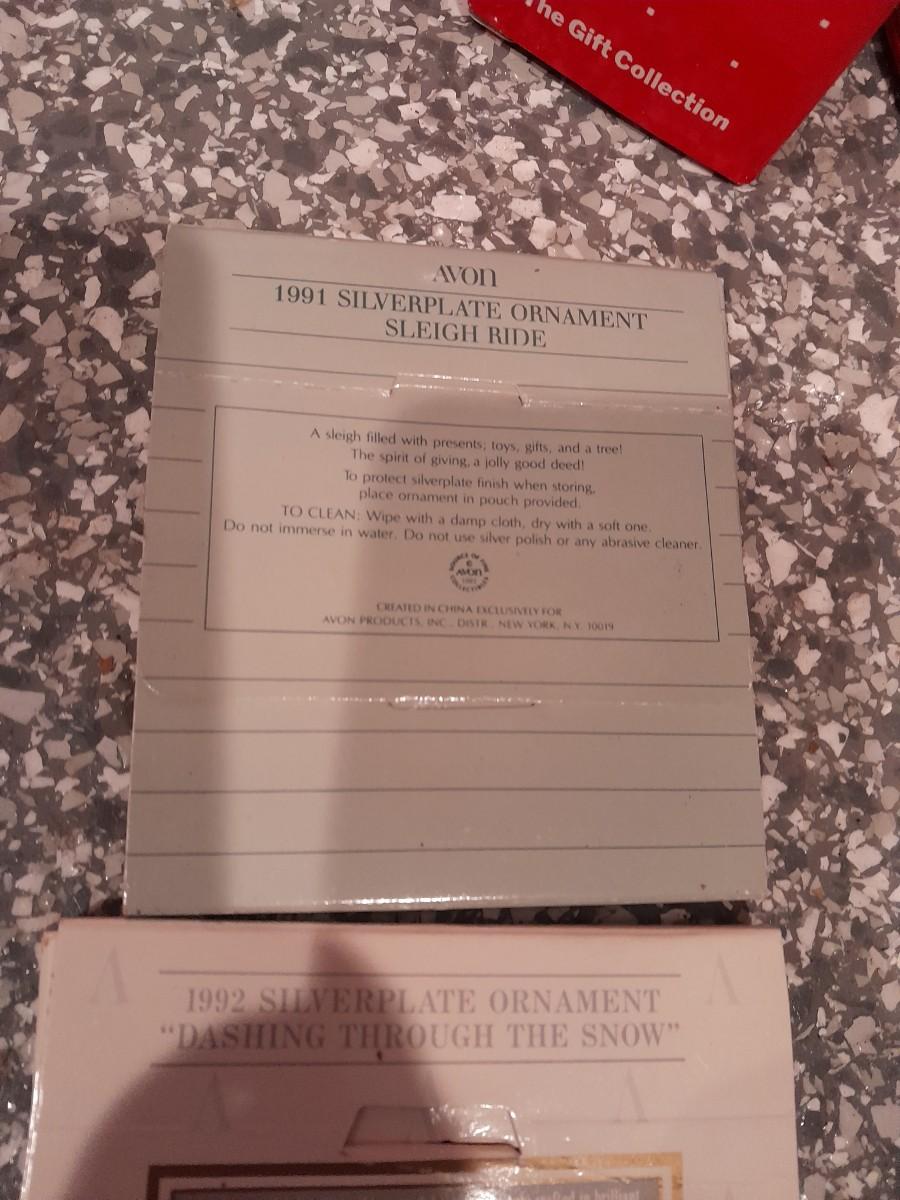 The Gift Collection
AVON
1991 SILVERPLATE ORNAMENT
SLEIGH RIDE
A sleigh filled with presents; toys, gifts, and a tree!
The spirit of giving, a jolly good deed!
To protect silverplate finish when storing,
place ornament in pouch provided.
TO CLEAN: Wipe with a damp cloth, dry with a soft one.
Do not immerse in water. Do not use silver polish or any abrasive cleaner.
AVON
CREATED IN CHINA EXCLUSIVELY FOR
AVON PRODUCTS, INC., DISTR., NEW YORK, N.Y. 10019
1992 SILVERPLATE ORNAMENT
“DASHING THROUGH THE SNOW”
in brilliant